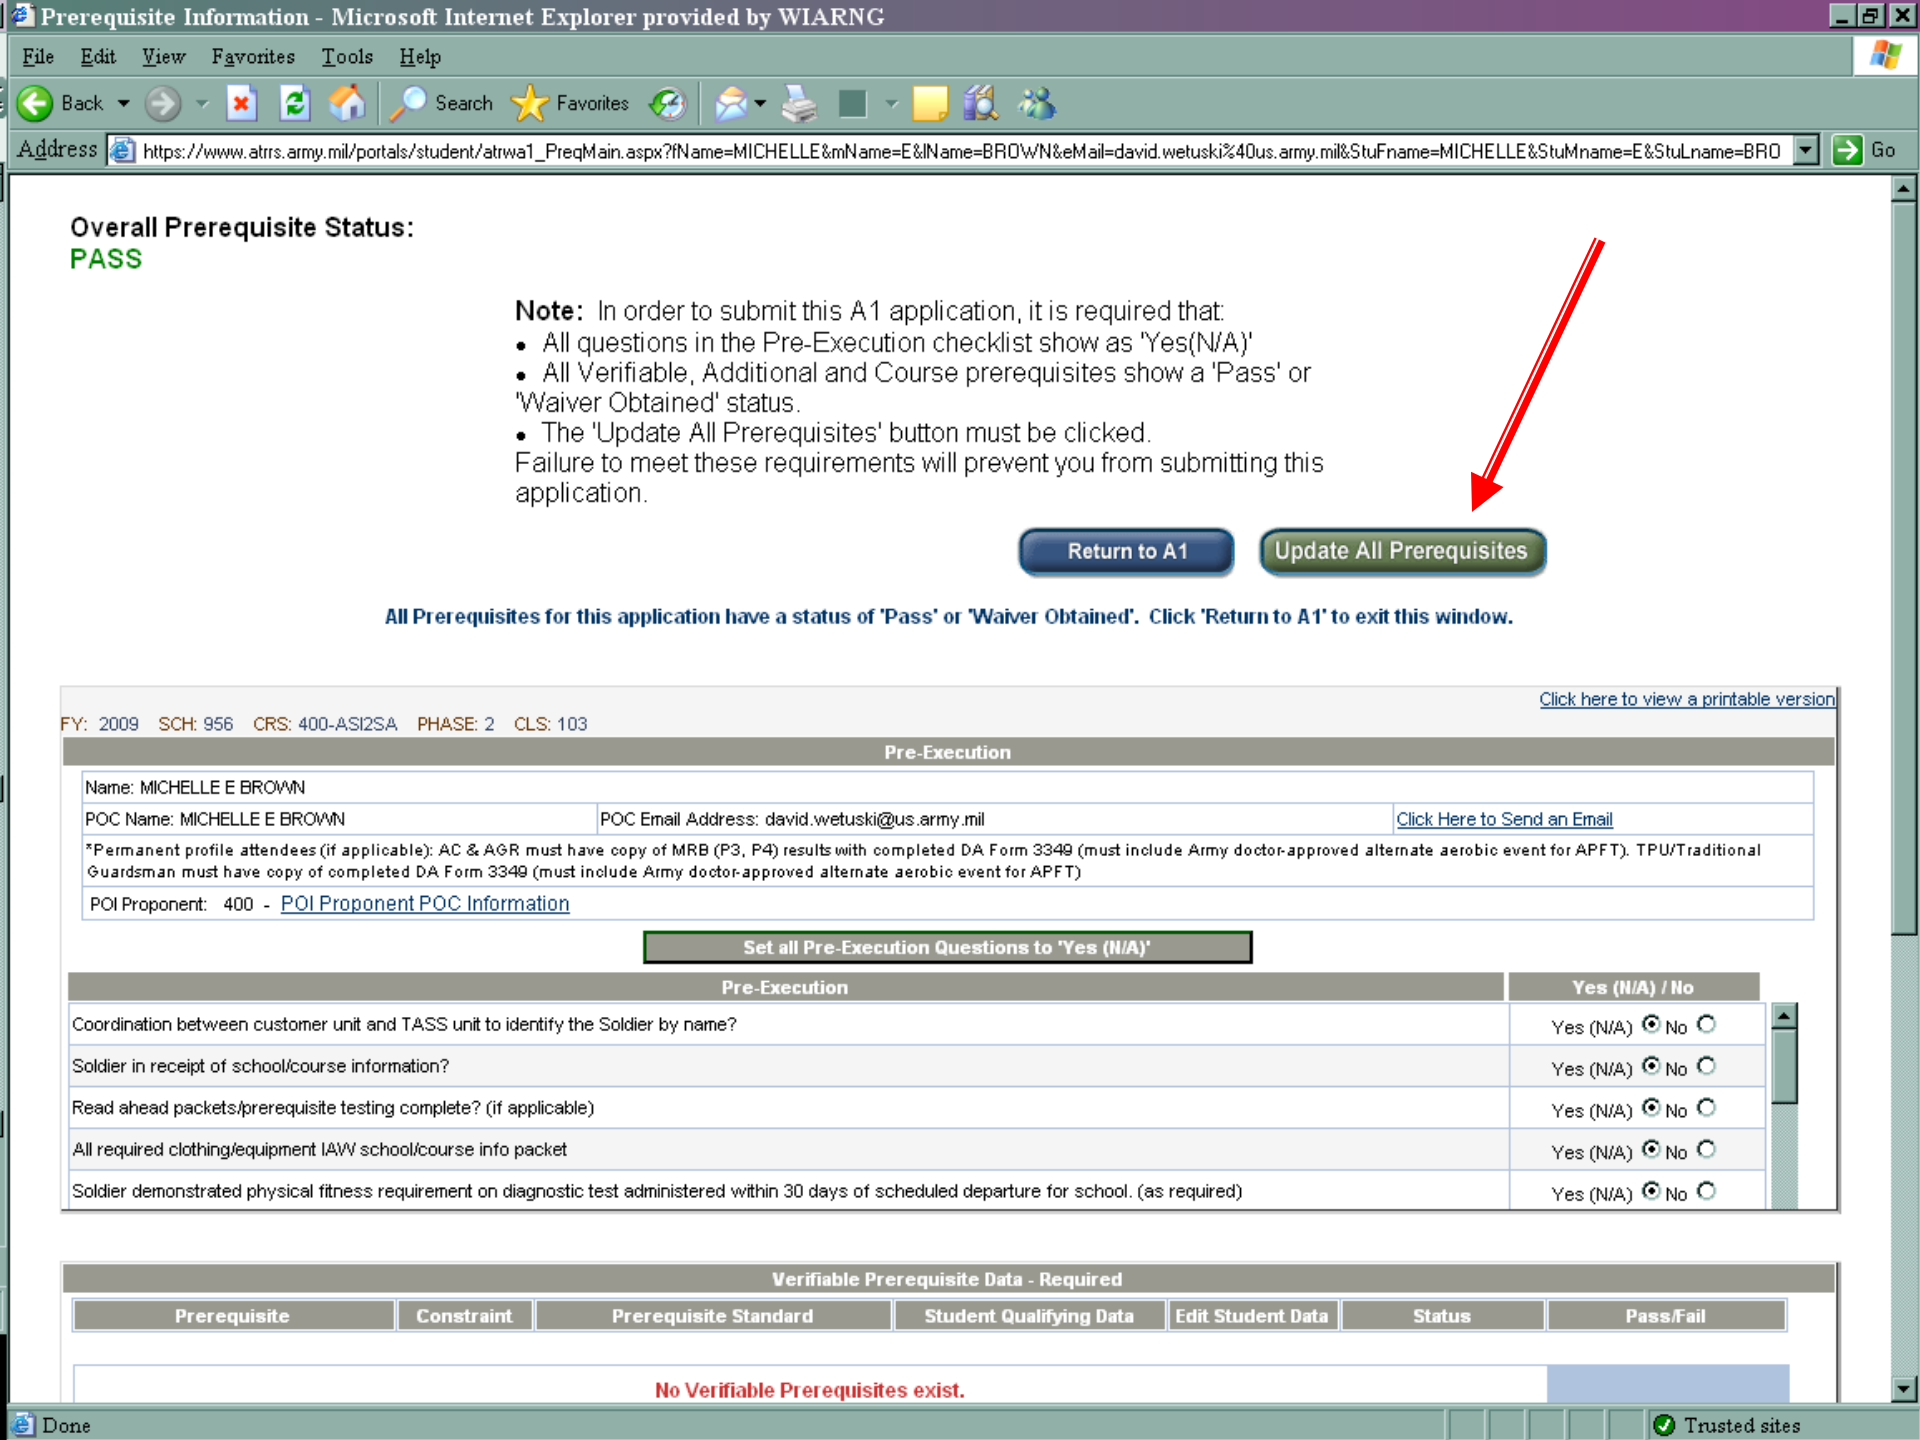 Prerequisite Information - Microsoft Internet Explorer provided by WIARNG
File Edit View Favorites Tools Help
Back Search Favorites
Address https://www.atrrs.army.mil/portals/student/atrwa1_PreqMain.aspx?fName=MICHELLE&mName=E&lName=BROWN&eMail=david.wetuski%40us.army.mil&StuFname=MICHELLE&StuMname=E&StuLname=BRO Go
Overall Prerequisite Status:
PASS
Note: In order to submit this A1 application, it is required that:
• All questions in the Pre-Execution checklist show as 'Yes(N/A)'
• All Verifiable, Additional and Course prerequisites show a 'Pass' or
'Waiver Obtained' status.
• The 'Update All Prerequisites' button must be clicked.
Failure to meet these requirements will prevent you from submitting this
application.
Return to A1 Update All Prerequisites
All Prerequisites for this application have a status of 'Pass' or 'Waiver Obtained'. Click 'Return to A1' to exit this window.
Click here to view a printable version
FY: 2009 SCH: 956 CRS: 400-ASI2SA PHASE: 2 CLS: 103
Pre-Execution
Name: MICHELLE E BROWN
POC Name: MICHELLE E BROWN POC Email Address: david.wetuski@us.army.mil Click Here to Send an Email
*Permanent profile attendees (if applicable): AC & AGR must have copy of MRB (P3, P4) results with completed DA Form 3349 (must include Army doctor-approved alternate aerobic event for APFT). TPU/Traditional
Guardsman must have copy of completed DA Form 3349 (must include Army doctor-approved alternate aerobic event for APFT)
POI Proponent: 400 - POI Proponent POC Information
Set all Pre-Execution Questions to 'Yes (N/A)'
Pre-Execution Yes (N/A) / No
Coordination between customer unit and TASS unit to identify the Soldier by name? Yes (N/A) No
Soldier in receipt of school/course information? Yes (N/A) No
Read ahead packets/prerequisite testing complete? (if applicable) Yes (N/A) No
All required clothing/equipment IAW school/course info packet Yes (N/A) No
Soldier demonstrated physical fitness requirement on diagnostic test administered within 30 days of scheduled departure for school. (as required) Yes (N/A) No
Verifiable Prerequisite Data - Required
Prerequisite Constraint Prerequisite Standard Student Qualifying Data Edit Student Data Status Pass/Fail
No Verifiable Prerequisites exist.
Done Trusted sites